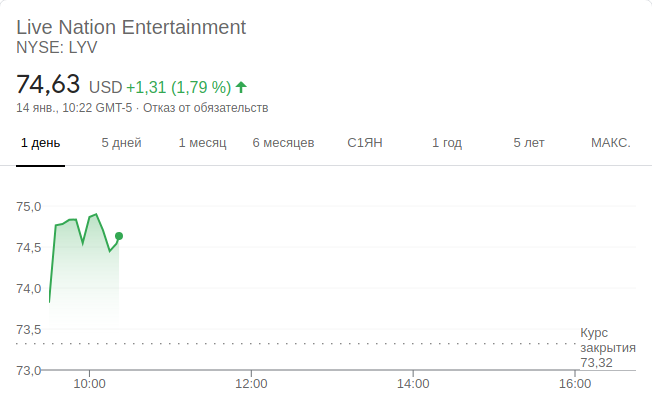 Live Nation Entertainment
NYSE: LYV
74,63 USD +1,31 (1,79 %)
14 янв., 10:22 GMT-5 · Отказ от обязательств
1 день 5 дней 1 месяц 6 месяцев С1ЯН 1 год 5 лет МАКС.
75,0
74,5
74,0
73,5
Курс
закрытия
73,32
73,0
10:00 12:00 14:00 16:00